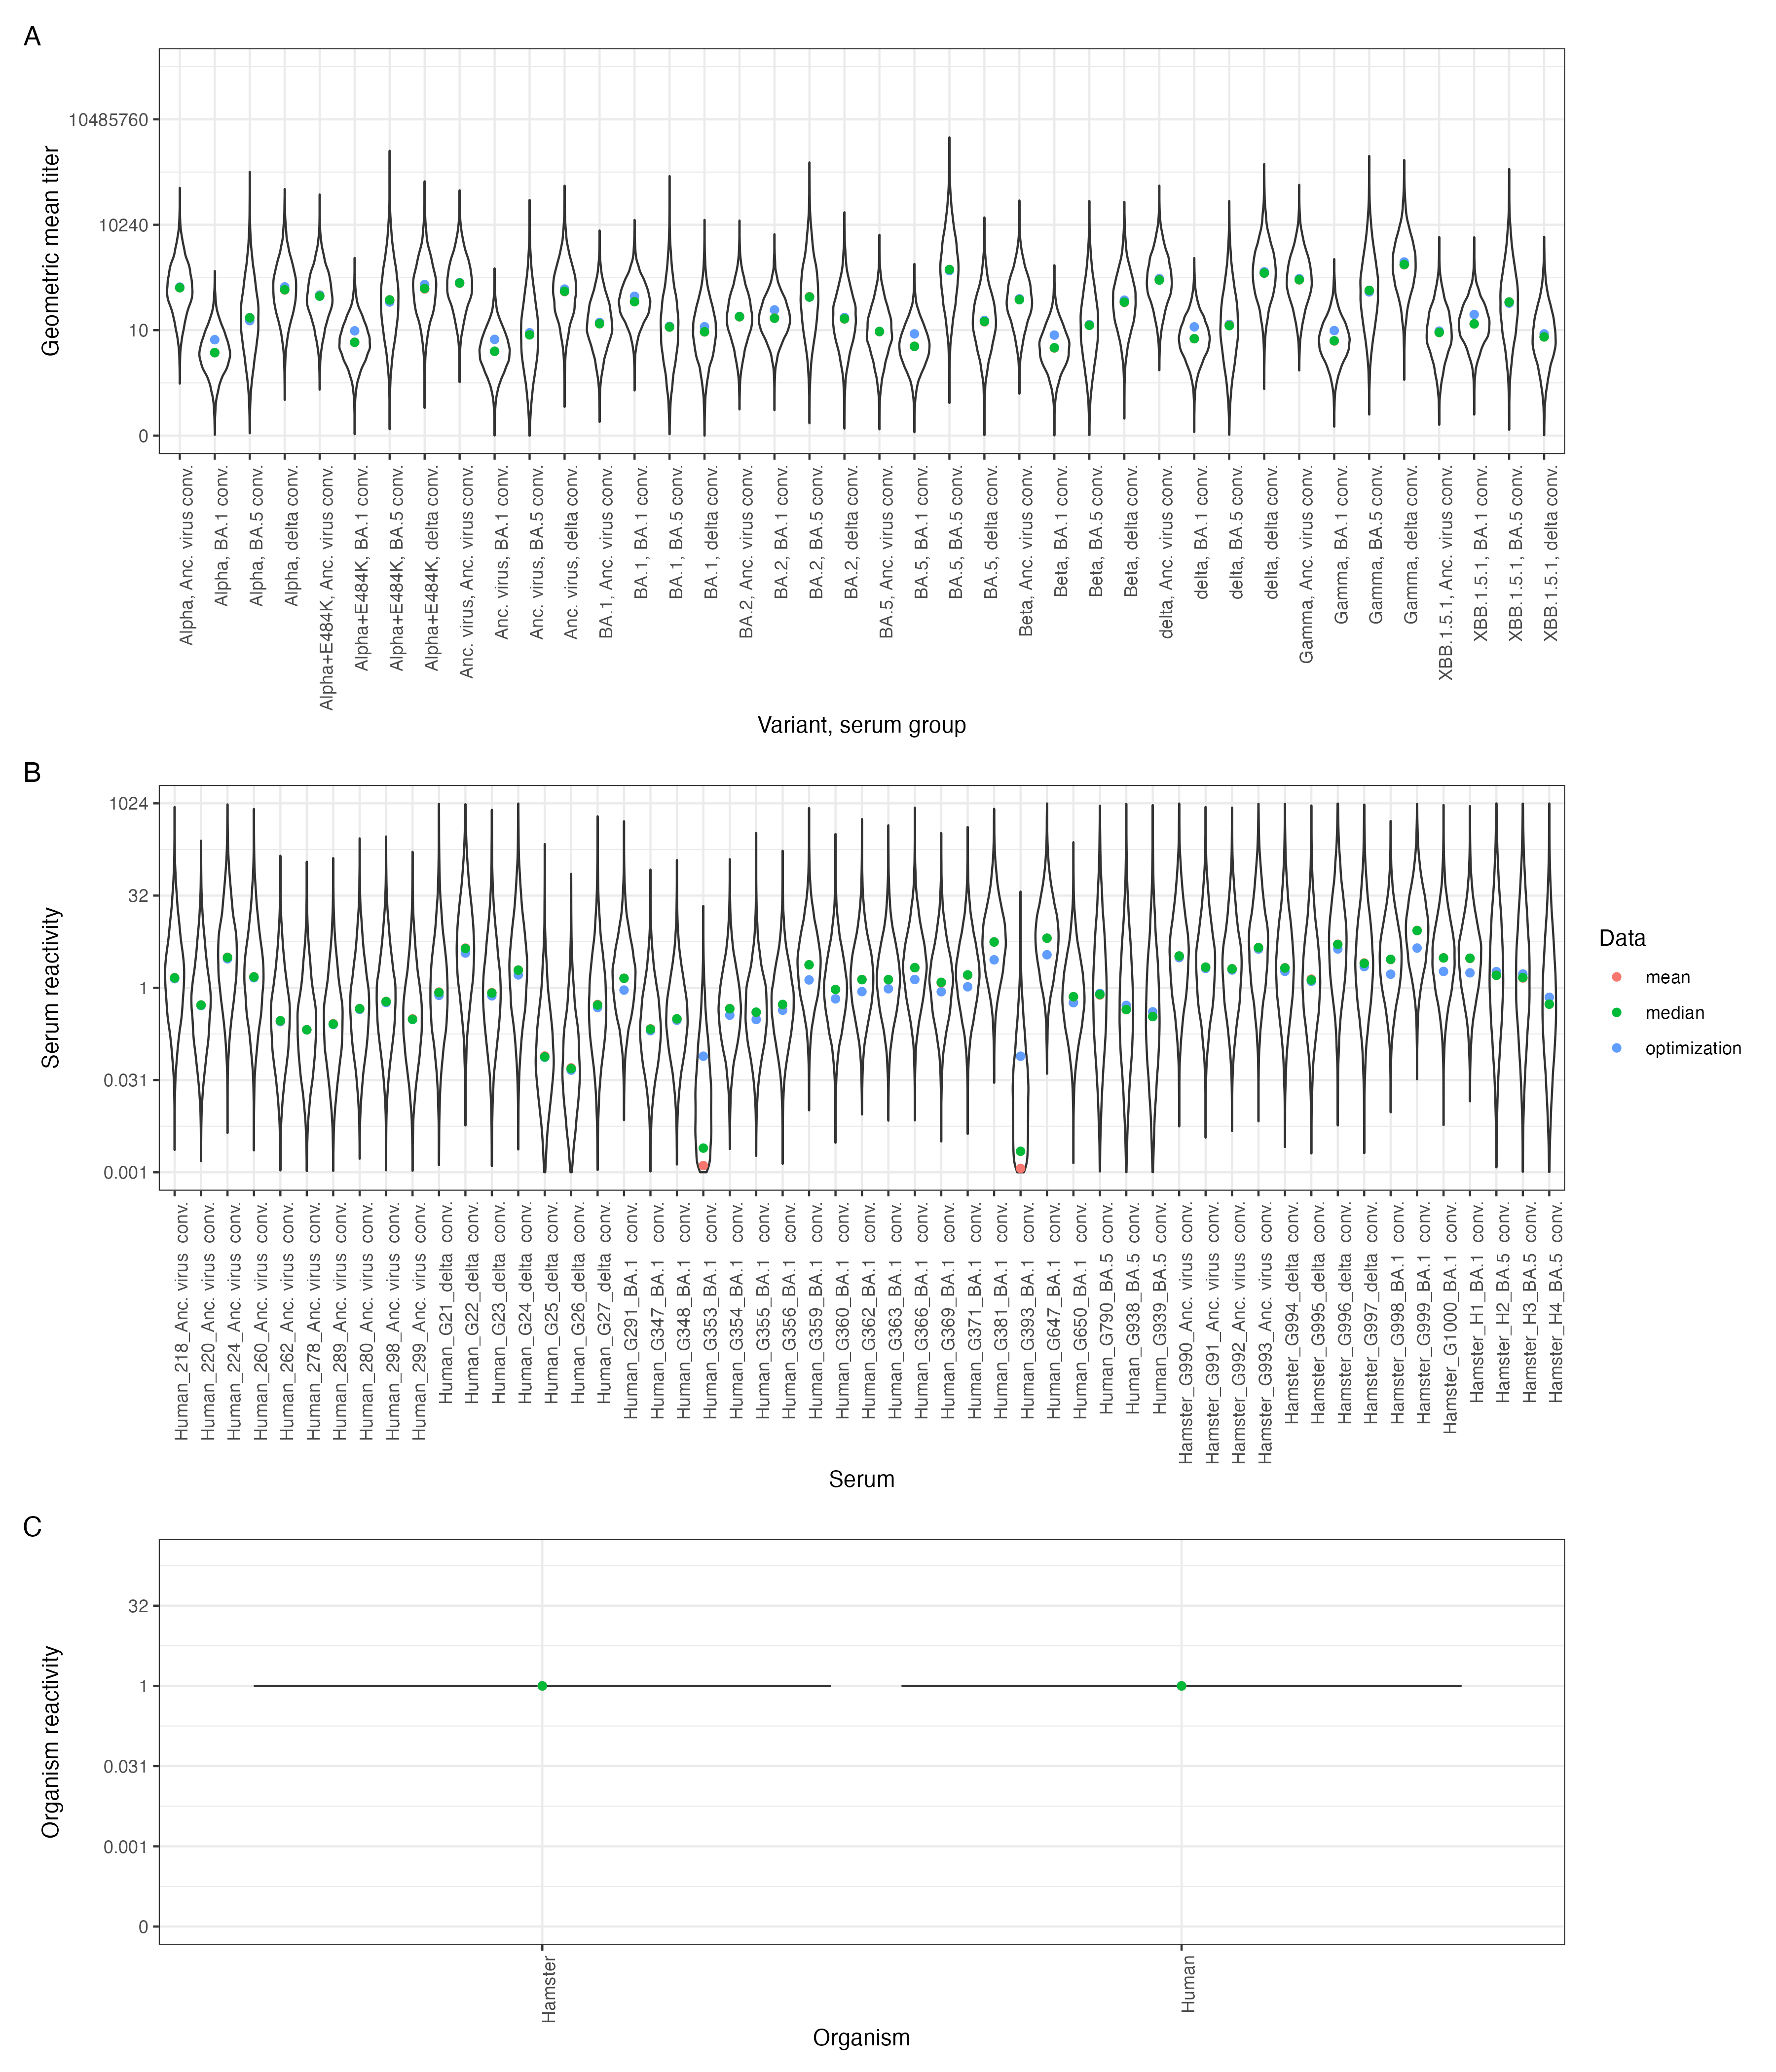 A
Geometric mean titer
10485760
10240
10
0
Alpha, Anc. virus conv.
Alpha, BA.1 conv.
Alpha, BA.5 conv.
Alpha, delta conv.
Alpha+E484K, Anc. virus conv.
Alpha+E484K, BA.1 conv.
Alpha+E484K, BA.5 conv.
Alpha+E484K, delta conv.
Anc. virus, Anc. virus conv.
Anc. virus, BA.1 conv.
Anc. virus, BA.5 conv.
Anc. virus, delta conv.
BA.1, Anc. virus conv.
BA.1, BA.1 conv.
BA.1, BA.5 conv.
BA.1, delta conv.
BA.2, Anc. virus conv.
BA.2, BA.1 conv.
BA.2, BA.5 conv.
BA.2, delta conv.
BA.5, Anc. virus conv.
BA.5, BA.1 conv.
BA.5, BA.5 conv.
BA.5, delta conv.
Beta, Anc. virus conv.
Beta, BA.1 conv.
Beta, BA.5 conv.
Beta, delta conv.
delta, Anc. virus conv.
delta, BA.1 conv.
delta, BA.5 conv.
delta, delta conv.
Gamma, Anc. virus conv.
Gamma, BA.1 conv.
Gamma, BA.5 conv.
Gamma, delta conv.
XBB.1.5.1, Anc. virus conv.
XBB.1.5.1, BA.1 conv.
XBB.1.5.1, BA.5 conv.
XBB.1.5.1, delta conv.
Variant, serum group
B
Serum reactivity
1024
32
1
0.031
0.001
Human_218_Anc. virus conv.
Human_220_Anc. virus conv.
Human_224_Anc. virus conv.
Human_260_Anc. virus conv.
Human_262_Anc. virus conv.
Human_278_Anc. virus conv.
Human_289_Anc. virus conv.
Human_280_Anc. virus conv.
Human_298_Anc. virus conv.
Human_299_Anc. virus conv.
Human_G21_delta conv.
Human_G22_delta conv.
Human_G23_delta conv.
Human_G24_delta conv.
Human_G25_delta conv.
Human_G26_delta conv.
Human_G27_delta conv.
Human_G291_BA.1 conv.
Human_G347_BA.1 conv.
Human_G348_BA.1 conv.
Human_G353_BA.1 conv.
Human_G354_BA.1 conv.
Human_G355_BA.1 conv.
Human_G356_BA.1 conv.
Human_G359_BA.1 conv.
Human_G360_BA.1 conv.
Human_G362_BA.1 conv.
Human_G363_BA.1 conv.
Human_G366_BA.1 conv.
Human_G369_BA.1 conv.
Human_G371_BA.1 conv.
Human_G381_BA.1 conv.
Human_G393_BA.1 conv.
Human_G647_BA.1 conv.
Human_G650_BA.1 conv.
Human_G790_BA.5 conv.
Human_G938_BA.5 conv.
Human_G939_BA.5 conv.
Hamster_G990_Anc. virus conv.
Hamster_G991_Anc. virus conv.
Hamster_G992_Anc. virus conv.
Hamster_G993_Anc. virus conv.
Hamster_G994_delta conv.
Hamster_G995_delta conv.
Hamster_G996_delta conv.
Hamster_G997_delta conv.
Hamster_G998_BA.1 conv.
Hamster_G999_BA.1 conv.
Hamster_G1000_BA.1 conv.
Hamster_H1_BA.1 conv.
Hamster_H2_BA.5 conv.
Hamster_H3_BA.5 conv.
Hamster_H4_BA.5 conv.
Serum
Data
mean
median
optimization
C
Organism reactivity
32
1
0.031
0.001
0
Hamster
Human
Organism